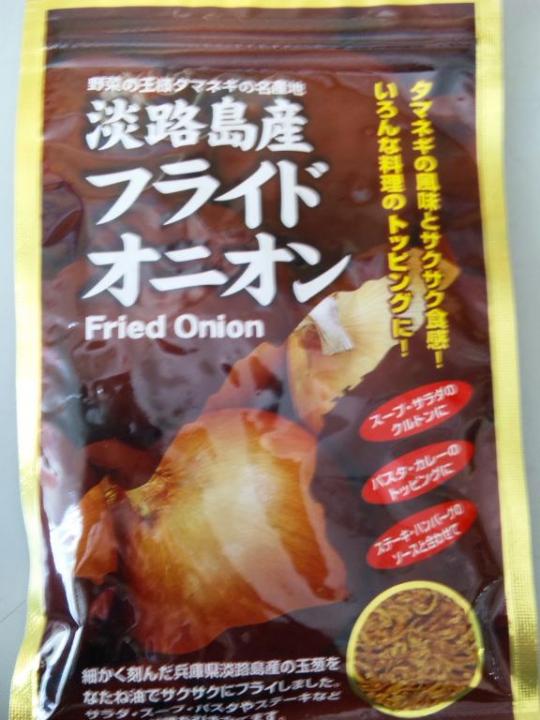 野菜の王様タマネギの名産地
淡路島産
フライド
オニオン
Fried Onion
タマネギの風味とサクサク食感!
いろんな料理のトッピングに!
スープ・サラダの
クルトンに
パスタ・カレーの
トッピングに
ステーキ・ハンバーグの
ソースと合わせて
細かく刻んだ兵庫県淡路島産の玉葱を
なたね油でサクサクにフライしました。
サラダ・スープ・パスタやステーキなど